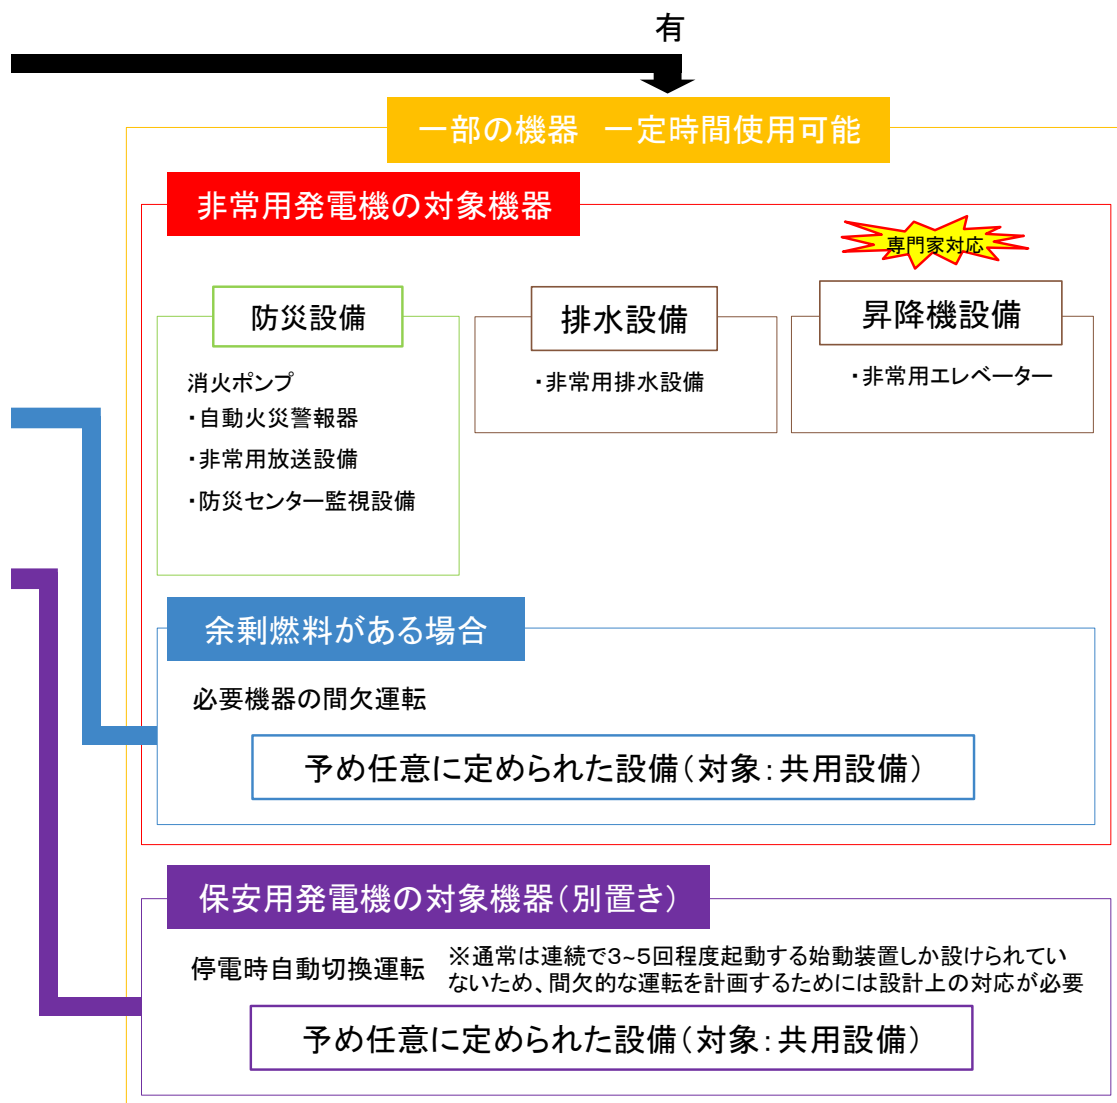 有
一部の機器　一定時間使用可能
非常用発電機の対象機器
専門家対応
防災設備
消火ポンプ
・自動火災警報器
・非常用放送設備
・防災センター監視設備
排水設備
・非常用排水設備
昇降機設備
・非常用エレベーター
余剰燃料がある場合
必要機器の間欠運転
予め任意に定められた設備（対象：共用設備）
保安用発電機の対象機器（別置き）
停電時自動切換運転
※通常は連続で3~5回程度起動する始動装置しか設けられてい
ないため、間欠的な運転を計画するためには設計上の対応が必要
予め任意に定められた設備（対象：共用設備）